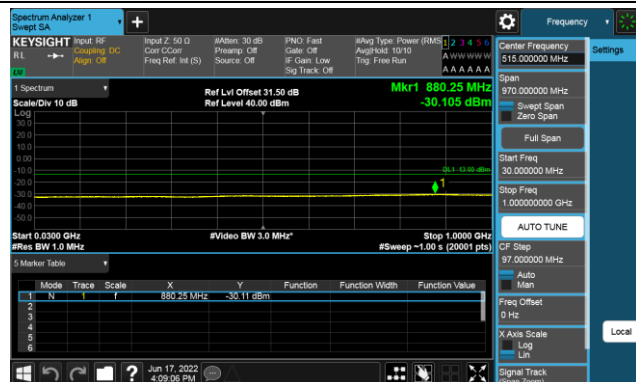 Spectrum Analyzer 1
Swept SA
+
Frequency
KEYSIGHT
RL
LV
Input: RF
Coupling: DC
Align: Off
Input Z: 50 Ω
Corr CCorr
Freq Ref: Int (S)
#Atten: 30 dB
Preamp: Off
Source: Off
PNO: Fast
Gate: Off
IF Gain: Low
Sig Track: Off
#Avg Type: Power (RMS)
Avg|Hold: 10/10
Trig: Free Run
1 2 3 4 5 6
A W W W W W
A A A A A A
1 Spectrum
Scale/Div 10 dB
Ref Lvl Offset 31.50 dB
Ref Level 40.00 dBm
Mkr1 880.25 MHz
-30.105 dBm
Log
30.0
20.0
10.0
0.00
-10.0
-20.0
-30.0
-40.0
-50.0
DL1 -13.00 dBm
1
Start 0.0300 GHz
#Res BW 1.0 MHz
#Video BW 3.0 MHz*
Stop 1.0000 GHz
#Sweep ~1.00 s (20001 pts)
5 Marker Table
Mode Trace Scale X Y Function Function Width Function Value
1 N 1 f 880.25 MHz -30.11 dBm
2
3
4
5
6
Jun 17, 2022
4:09:06 PM
Center Frequency
515.000000 MHz
Settings
Span
970.000000 MHz
Swept Span
Zero Span
Full Span
Start Freq
30.000000 MHz
Stop Freq
1.000000000 GHz
AUTO TUNE
CF Step
97.000000 MHz
Auto
Man
Freq Offset
0 Hz
X Axis Scale
Log
Lin
Local
Signal Track
(Span Zoom)